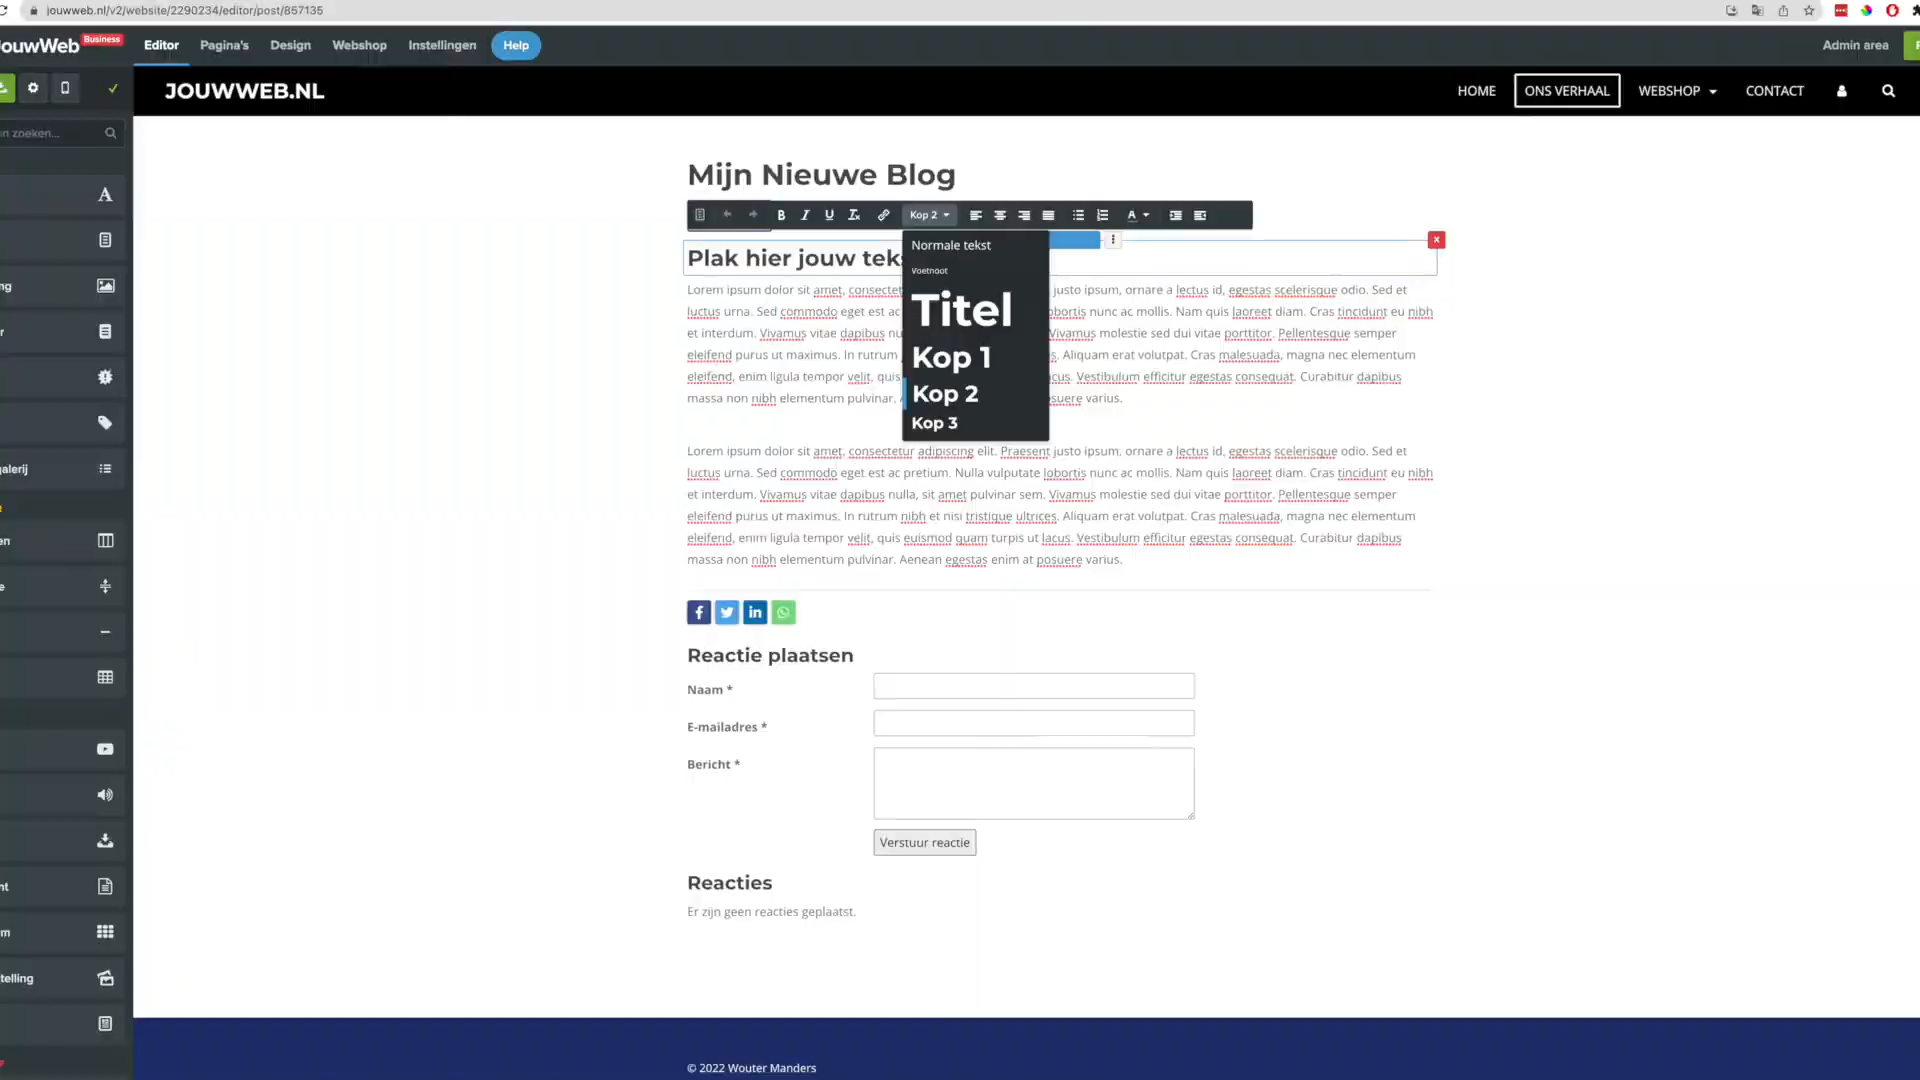 jouwweb.nl/v2/website/2290234/editor/post/857135
JouwWeb Business
Editor
Pagina's
Design
Webshop
Instellingen
Help
Admin area
JOUWWEB.NL
HOME
ONS VERHAAL
WEBSHOP
CONTACT
n zoeken...
ng
r
galerij
en
e
nt
m
telling
Mijn Nieuwe Blog
Kop 2
Normale tekst
Voetnoot
Titel
Kop 1
Kop 2
Kop 3
Plak hier jouw teks
Lorem ipsum dolor sit amet, consectet justo ipsum, ornare a lectus id, egestas scelerisque odio. Sed et
luctus urna. Sed commodo eget est ac obortis nunc ac mollis. Nam quis laoreet diam. Cras tincidunt eu nibh
et interdum. Vivamus vitae dapibus nu Vivamus molestie sed dui vitae porttitor. Pellentesque semper
eleifend purus ut maximus. In rutrum s. Aliquam erat volutpat. Cras malesuada, magna nec elementum
eleifend, enim ligula tempor velit, quis cus. Vestibulum efficitur egestas consequat. Curabitur dapibus
massa non nibh elementum pulvinar. A suere varius.
Lorem ipsum dolor sit amet, consectetur adipiscing elit. Praesent justo ipsum, ornare a lectus id, egestas scelerisque odio. Sed et
luctus urna. Sed commodo eget est ac pretium. Nulla vulputate lobortis nunc ac mollis. Nam quis laoreet diam. Cras tincidunt eu nibh
et interdum. Vivamus vitae dapibus nulla, sit amet pulvinar sem. Vivamus molestie sed dui vitae porttitor. Pellentesque semper
eleifend purus ut maximus. In rutrum nibh et nisi tristique ultrices. Aliquam erat volutpat. Cras malesuada, magna nec elementum
eleifend, enim ligula tempor velit, quis euismod quam turpis ut lacus. Vestibulum efficitur egestas consequat. Curabitur dapibus
massa non nibh elementum pulvinar. Aenean egestas enim at posuere varius.
Reactie plaatsen
Naam *
E-mailadres *
Bericht *
Verstuur reactie
Reacties
Er zijn geen reacties geplaatst.
© 2022 Wouter Manders